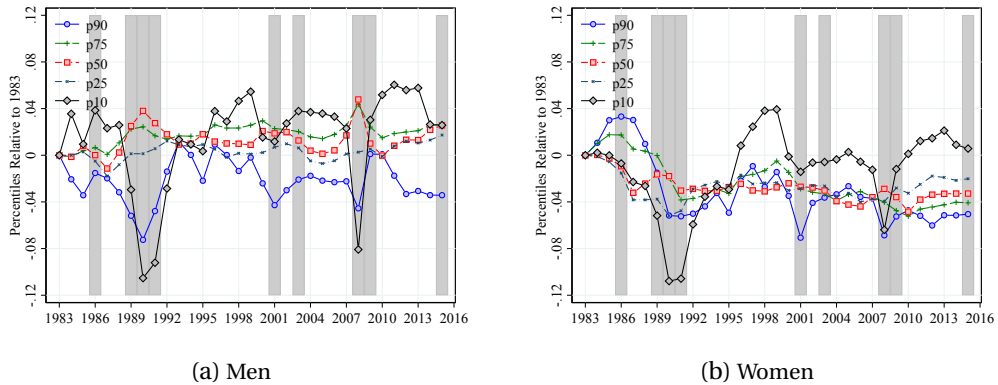 .12
.08
.04
0
-.04
-.08
-.12
Percentiles Relative to 1983
p90
p75
p50
p25
p10
1983 1986 1989 1992 1995 1998 2001 2004 2007 2010 2013 2016
(a) Men
.12
.08
.04
0
-.04
-.08
-.12
Percentiles Relative to 1983
p90
p75
p50
p25
p10
1983 1986 1989 1992 1995 1998 2001 2004 2007 2010 2013 2016
(b) Women